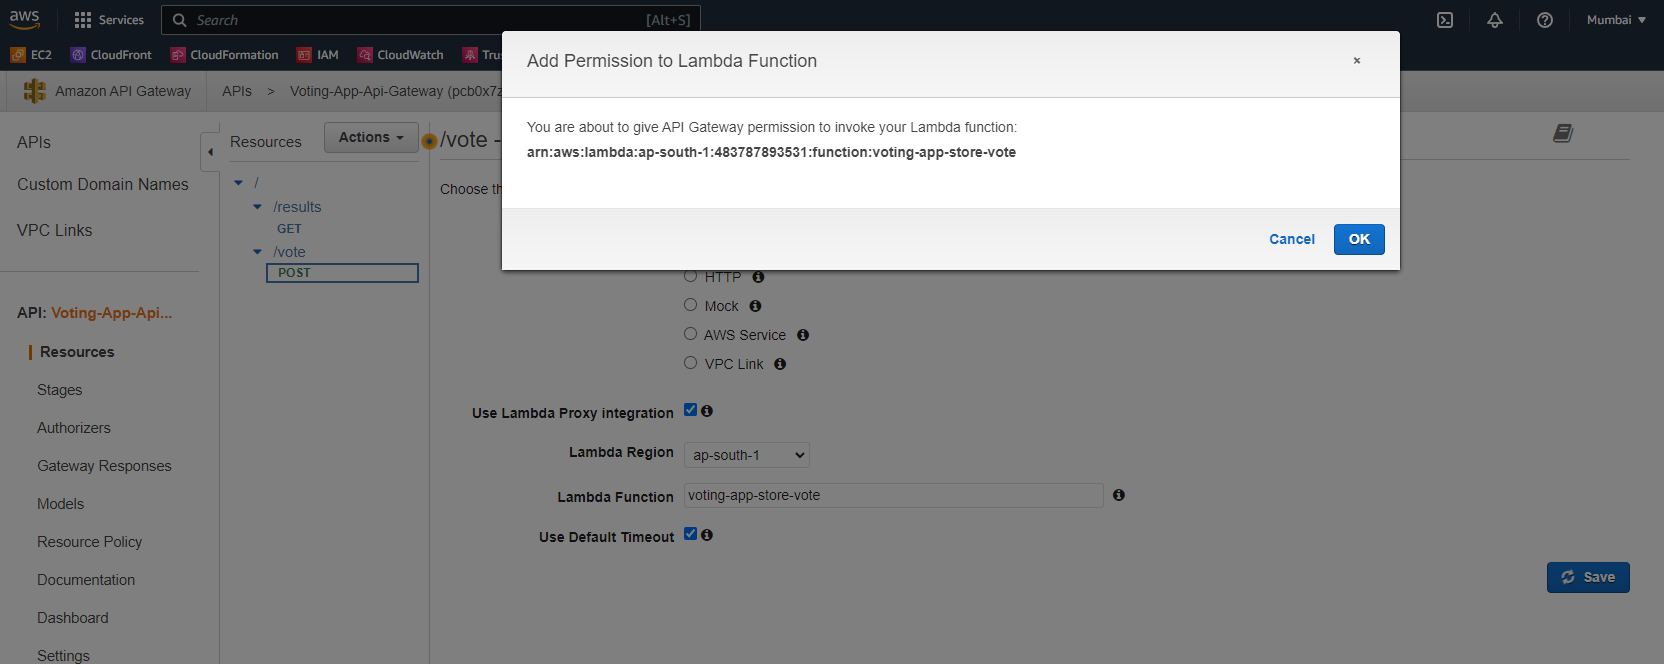 aws
Services
Search
[Alt+S]
Mumbai
EC2
CloudFront
CloudFormation
IAM
CloudWatch
Trus
Amazon API Gateway
APIs > Voting-App-Api-Gateway (pcb0x7z
Add Permission to Lambda Function
×
You are about to give API Gateway permission to invoke your Lambda function:
arn:aws:lambda:ap-south-1:483787893531:function:voting-app-store-vote
Cancel
OK
APIs
Custom Domain Names
VPC Links
API: Voting-App-Api...
Resources
Stages
Authorizers
Gateway Responses
Models
Resource Policy
Documentation
Dashboard
Settings
Resources
Actions
/
/results
GET
/vote
POST
/vote -
Choose th
HTTP
Mock
AWS Service
VPC Link
Use Lambda Proxy integration
Lambda Region
ap-south-1
Lambda Function
voting-app-store-vote
Use Default Timeout
Save